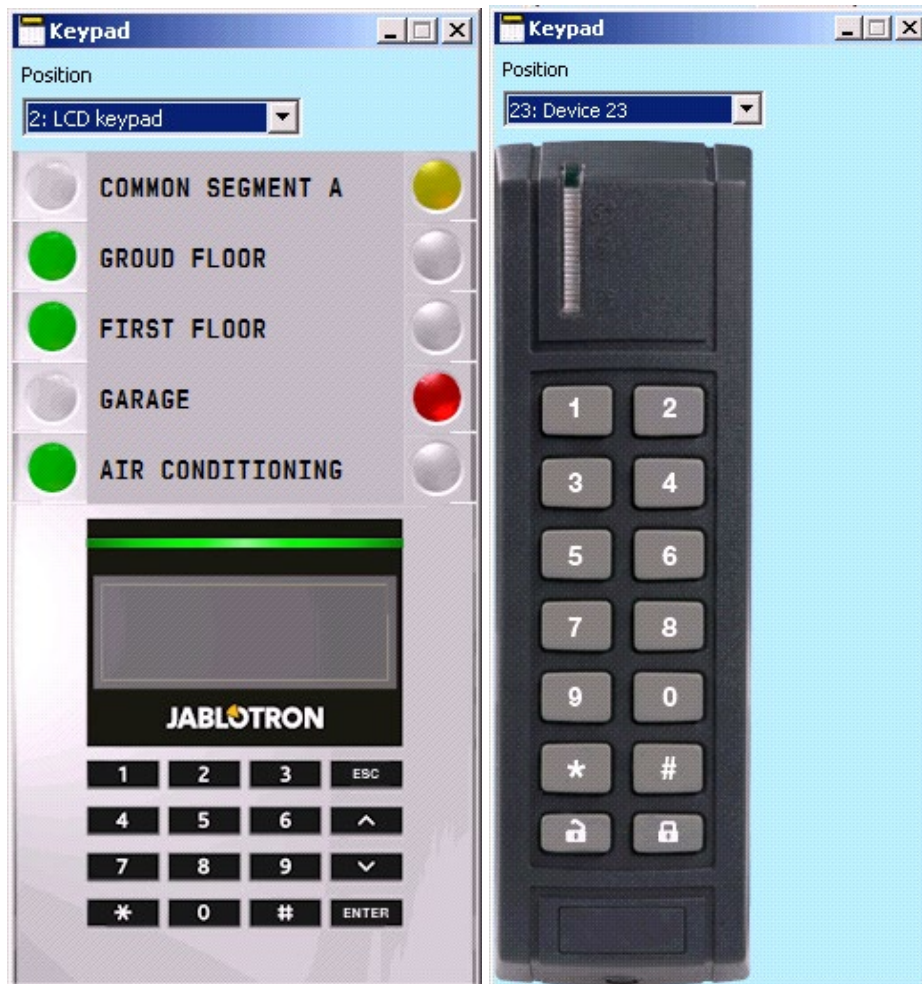 Keypad
Position
2: LCD keypad
COMMON SEGMENT A
GROUD FLOOR
FIRST FLOOR
GARAGE
AIR CONDITIONING
JABLOTRON
1 2 3 ESC
4 5 6
7 8 9
* 0 # ENTER
Keypad
Position
23: Device 23
1 2
3 4
5 6
7 8
9 0
* #